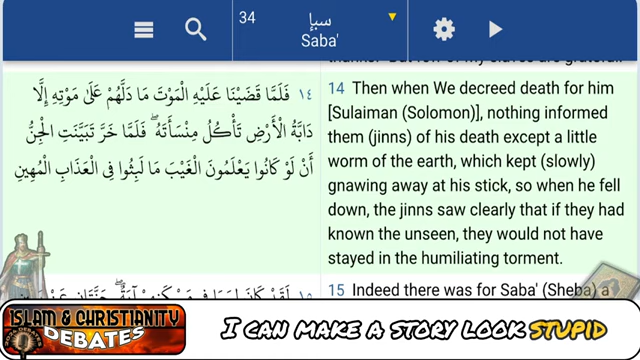 34
سبإ
Saba'
14 Then when We decreed death for him
[Sulaiman (Solomon)], nothing informed
them (jinns) of his death except a little
worm of the earth, which kept (slowly)
gnawing away at his stick, so when he fell
down, the jinns saw clearly that if they had
known the unseen, they would not have
stayed in the humiliating torment.
١٤ فَلَمَّا قَضَيْنَا عَلَيْهِ الْمَوْتَ مَا دَلَّهُمْ عَلَىٰ مَوْتِهِ إِلَّا
دَابَّةُ الْأَرْضِ تَأْكُلُ مِنْسَأَتَهُ ۖ فَلَمَّا خَرَّ تَبَيَّنَتِ الْجِنُّ
أَنْ لَوْ كَانُوا يَعْلَمُونَ الْغَيْبَ مَا لَبِثُوا فِي الْعَذَابِ الْمُهِينِ
15 Indeed there was for Saba' (Sheba) a
ISLAM & CHRISTIANITY
DEBATES
I CAN MAKE A STORY LOOK STUPID